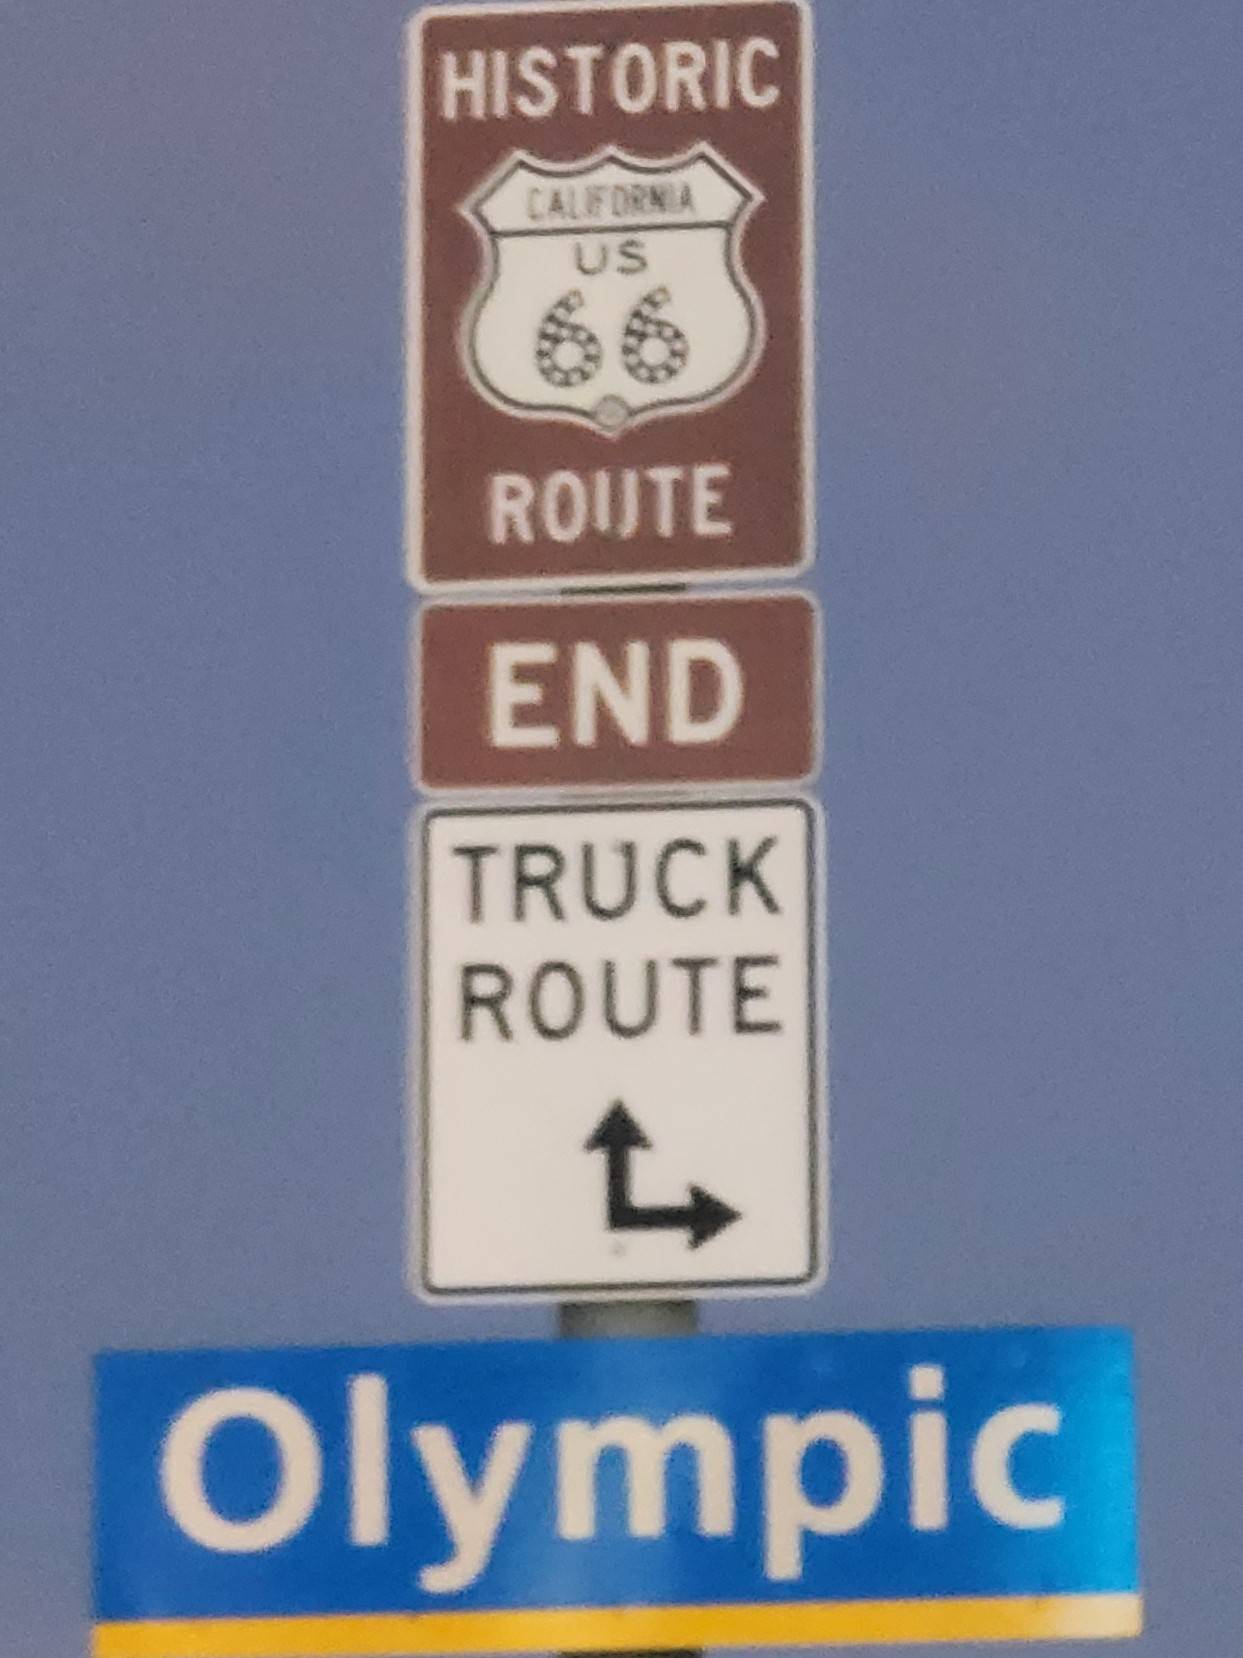 HISTORIC
CALIFORNIA
US
66
ROUTE
END
TRUCK
ROUTE
Olympic